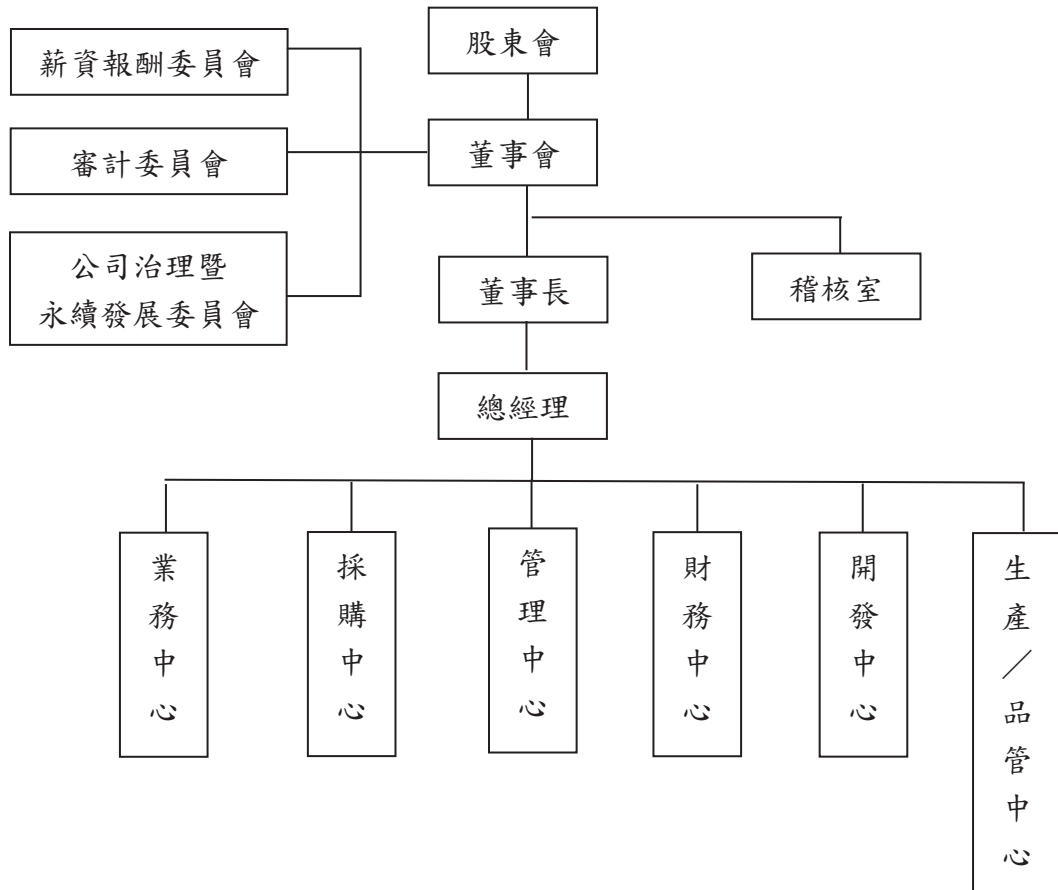 股東會
薪資報酬委員會
審計委員會
董事會
公司治理暨
永續發展委員會
董事長
稽核室
總經理
業務中心
採購中心
管理中心
財務中心
開發中心
生產／品管中心